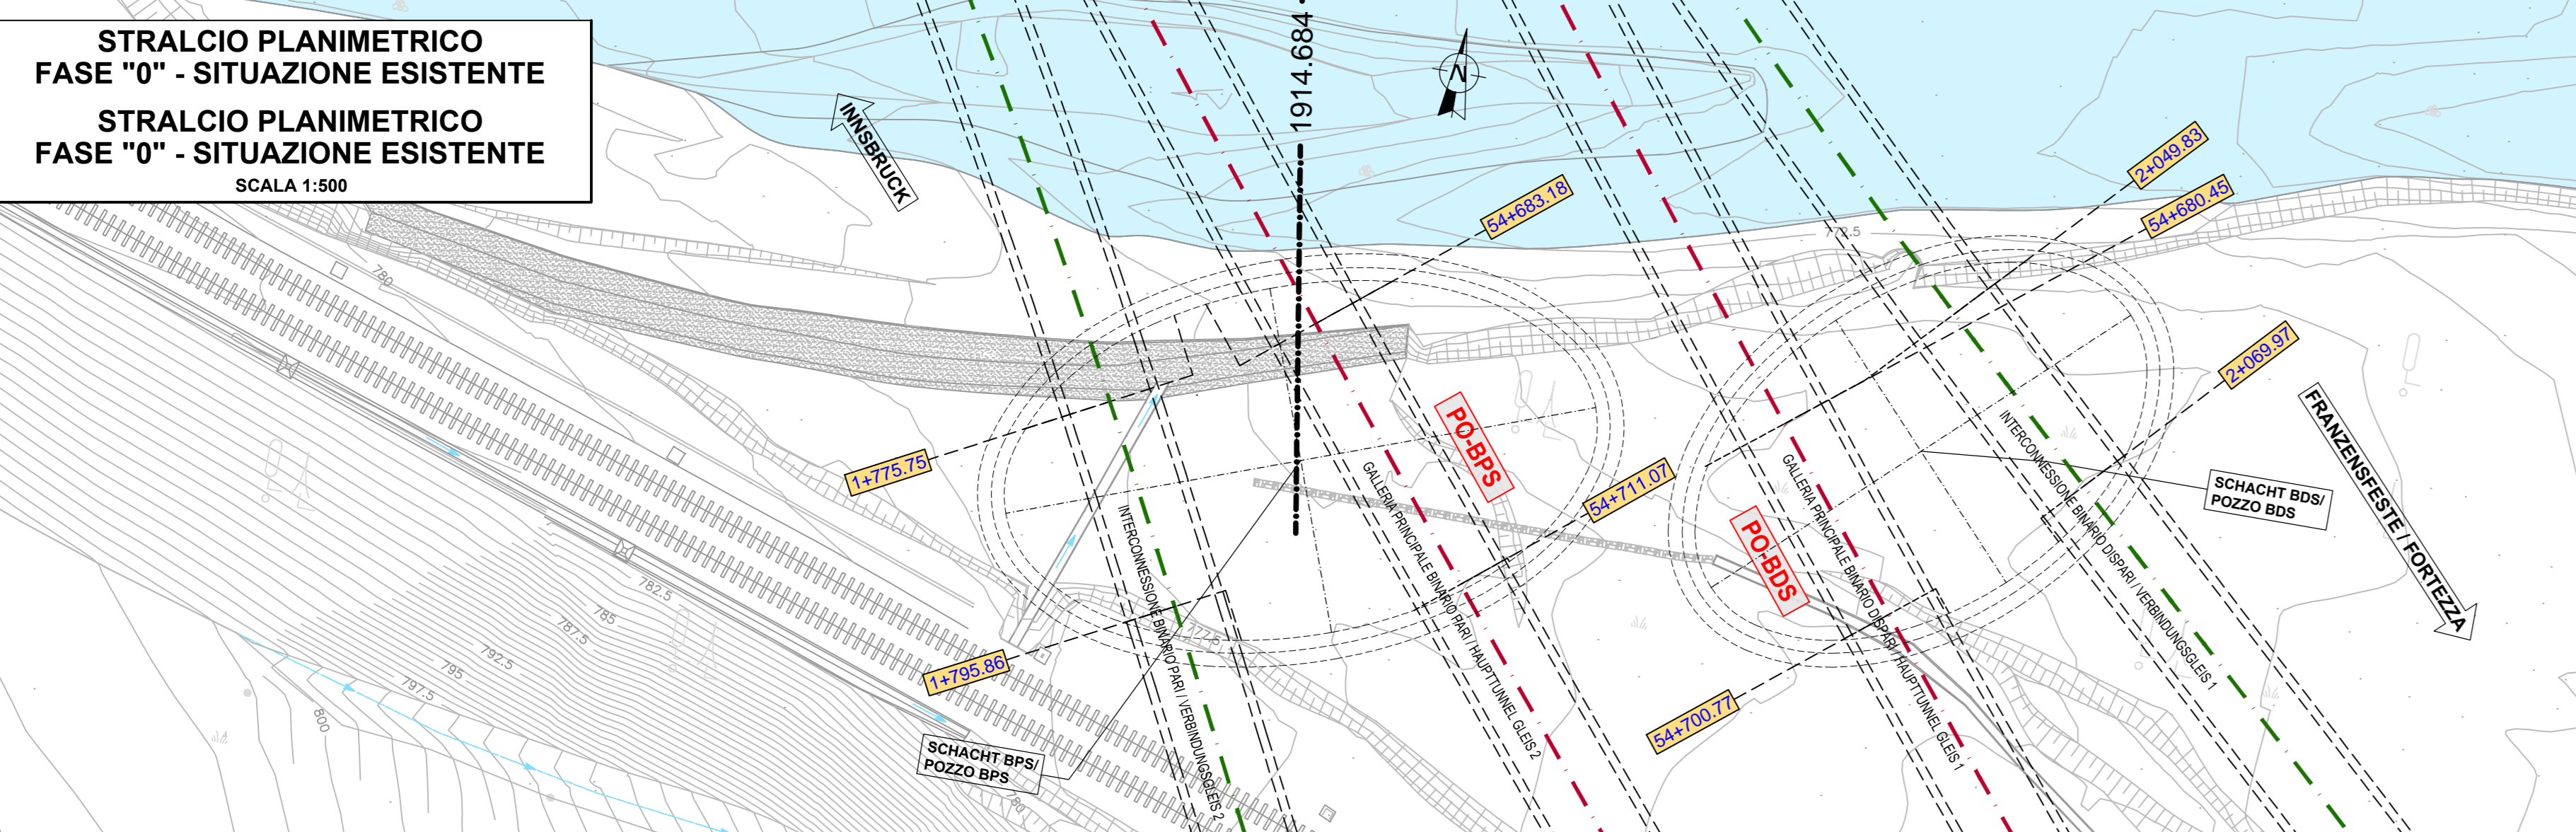 STRALCIO PLANIMETRICO
FASE "0" - SITUAZIONE ESISTENTE
STRALCIO PLANIMETRICO
FASE "0" - SITUAZIONE ESISTENTE
SCALA 1:500
INNSBRUCK
1914.684
N
54+683.18
2+049.83
54+680.45
772.5
780
2+069.97
1+775.75
PO-BPS
54+711.07
FRANZENSFESTE / FORTEZZA
SCHACHT BDS/
POZZO BDS
PO-BDS
INTERCONNESSIONE BINARIO PARI / VERBINDUNGSGLEIS 2
GALLERIA PRINCIPALE BINARIO PARI / HAUPTTUNNEL GLEIS 2
GALLERIA PRINCIPALE BINARIO DISPARI / HAUPTTUNNEL GLEIS 1
INTERCONNESSIONE BINARIO DISPARI / VERBINDUNGSGLEIS 1
782.5
785
787.5
792.5
795
797.5
800
772.5
1+795.86
54+700.77
SCHACHT BPS/
POZZO BPS
780